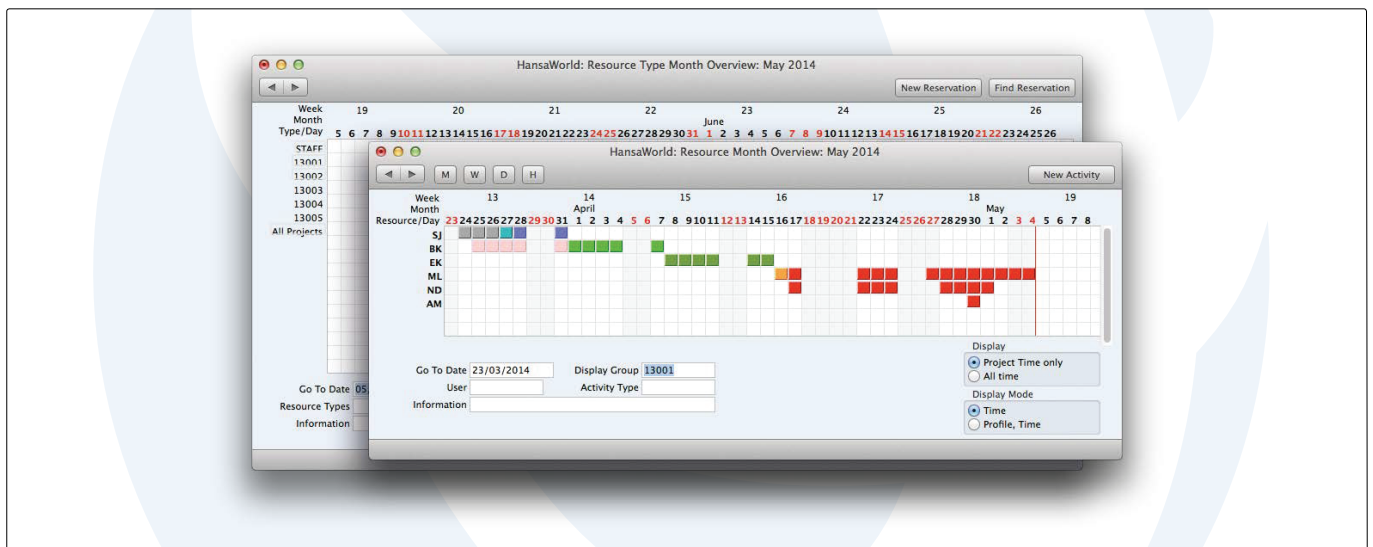 HansaWorld: Resource Type Month Overview: May 2014
New Reservation Find Reservation
Week 19 20 21 22 23 24 25 26
Month June
Type/Day 5 6 7 8 9 10 11 12 13 14 15 16 17 18 19 20 21 22 23 24 25 26 27 28 29 30 31 1 2 3 4 5 6 7 8 9 10 11 12 13 14 15 16 17 18 19 20 21 22 23 24 25 26
STAFF
13001
13002
13003
13004
13005
All Projects
Go To Date 05.
Resource Types
Information
HansaWorld: Resource Month Overview: May 2014
M W D H New Activity
Week 13 14 15 16 17 18 19
Month April May
Resource/Day 23 24 25 26 27 28 29 30 31 1 2 3 4 5 6 7 8 9 10 11 12 13 14 15 16 17 18 19 20 21 22 23 24 25 26 27 28 29 30 1 2 3 4 5 6 7 8
SJ
BK
EK
ML
ND
AM
Display
Go To Date 23/03/2014 Display Group 13001 Project Time only
User Activity Type All time
Information
Display Mode
Time
Profile, Time